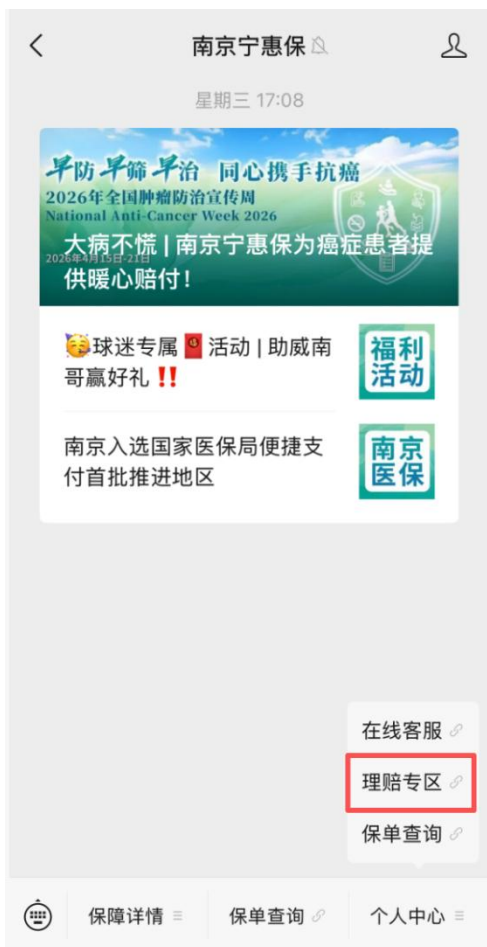 南京宁惠保
星期三 17:08
早防 早筛 早治 同心携手抗癌
2026年全国肿瘤防治宣传周
National Anti-Cancer Week 2026
2026年4月15日-21日
大病不慌 | 南京宁惠保为癌症患者提
供暖心赔付！
🥳球迷专属🧧活动 | 助威南
哥赢好礼 ‼️
福利
活动
南京入选国家医保局便捷支
付首批推进地区
南京
医保
在线客服
理赔专区
保单查询
保障详情
保单查询
个人中心